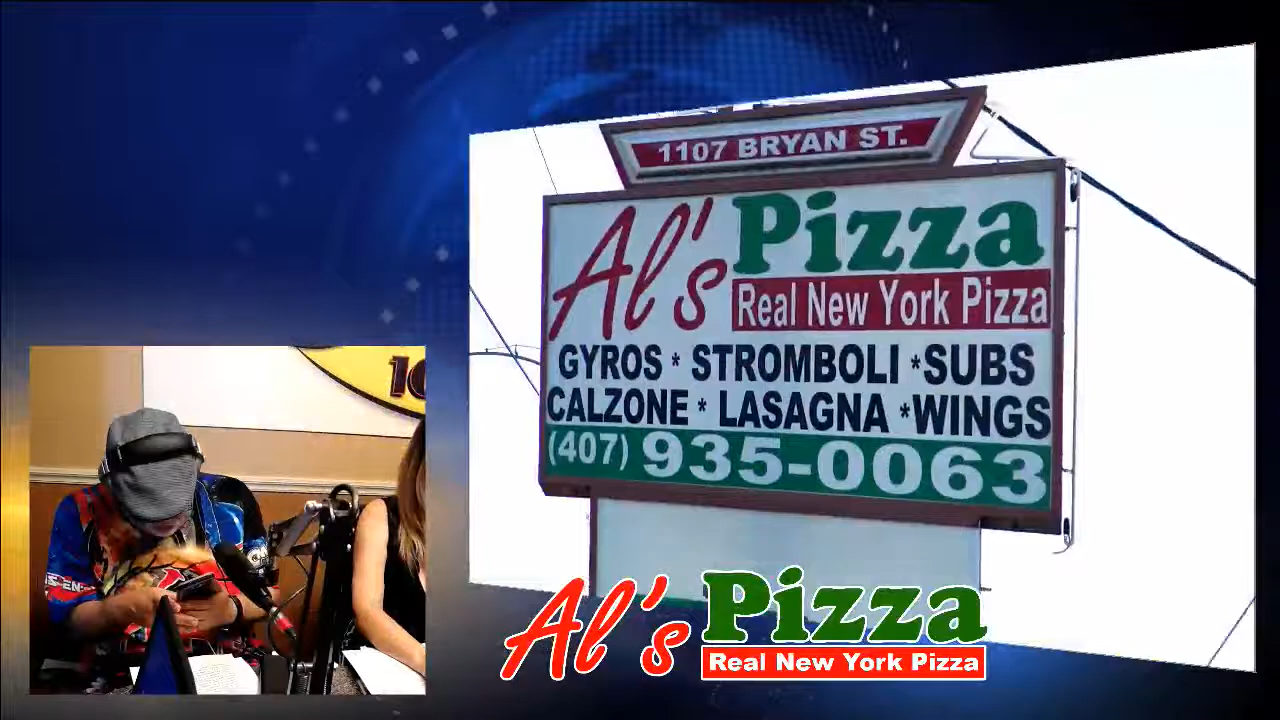 1107 BRYAN ST.
Al's Pizza
Real New York Pizza
GYROS * STROMBOLI *SUBS
CALZONE * LASAGNA *WINGS
(407) 935-0063
10
Al's Pizza
Real New York Pizza